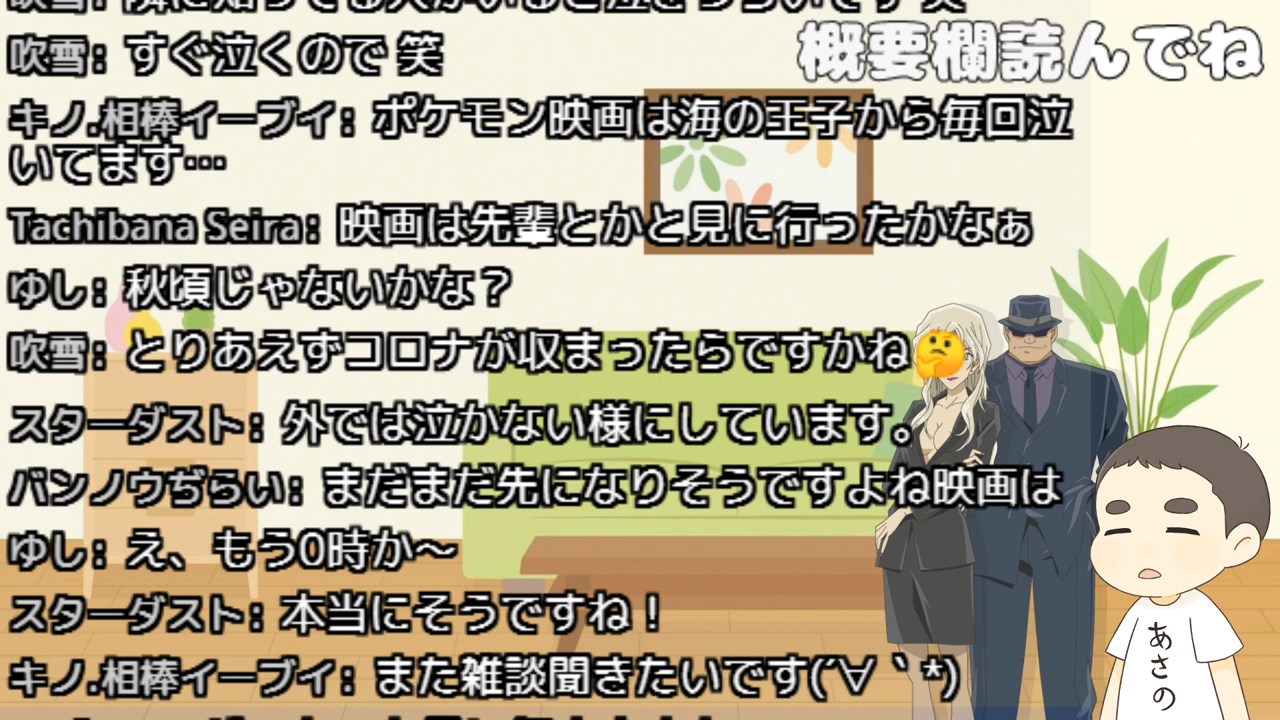 吹雪: すぐ泣くので 笑
概要欄読んでね
キノ.相棒イーブイ: ポケモン映画は海の王子から毎回泣
いてます…
Tachibana Seira: 映画は先輩とかと見に行ったかなぁ
ゆし: 秋頃じゃないかな？
吹雪: とりあえずコロナが収まったらですかね🤔
スターダスト: 外では泣かない様にしています。
バンノウぢらい: まだまだ先になりそうですよね映画は
ゆし: え、もう0時か〜
スターダスト: 本当にそうですね！
キノ.相棒イーブイ: また雑談聞きたいです(´∀｀*)
あさの